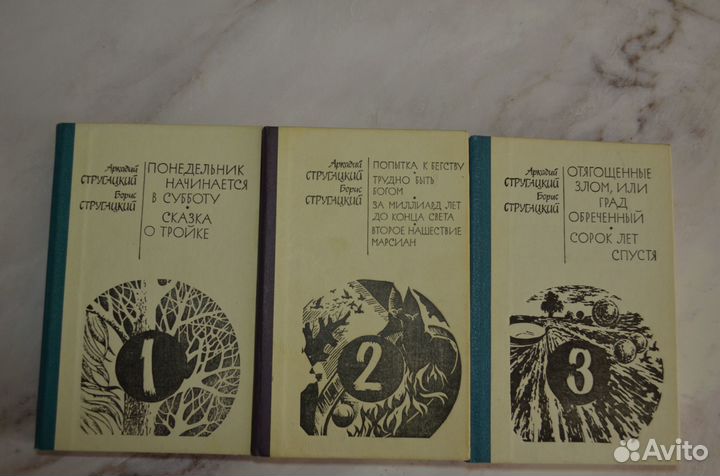 Аркадий
СТРУГАЦКИЙ
Борис
СТРУГАЦКИЙ
ПОНЕДЕЛЬНИК
НАЧИНАЕТСЯ
В СУББОТУ
•
СКАЗКА
О ТРОЙКЕ
1
Аркадий
СТРУГАЦКИЙ
Борис
СТРУГАЦКИЙ
ПОПЫТКА К БЕГСТВУ
•
ТРУДНО БЫТЬ
БОГОМ
•
ЗА МИЛЛИАРД ЛЕТ
ДО КОНЦА СВЕТА
•
ВТОРОЕ НАШЕСТВИЕ
МАРСИАН
2
Аркадий
СТРУГАЦКИЙ
Борис
СТРУГАЦКИЙ
ОТЯГОЩЕННЫЕ
ЗЛОМ, ИЛИ
ГРАД
ОБРЕЧЕННЫЙ
•
СОРОК ЛЕТ
СПУСТЯ
3
Avito